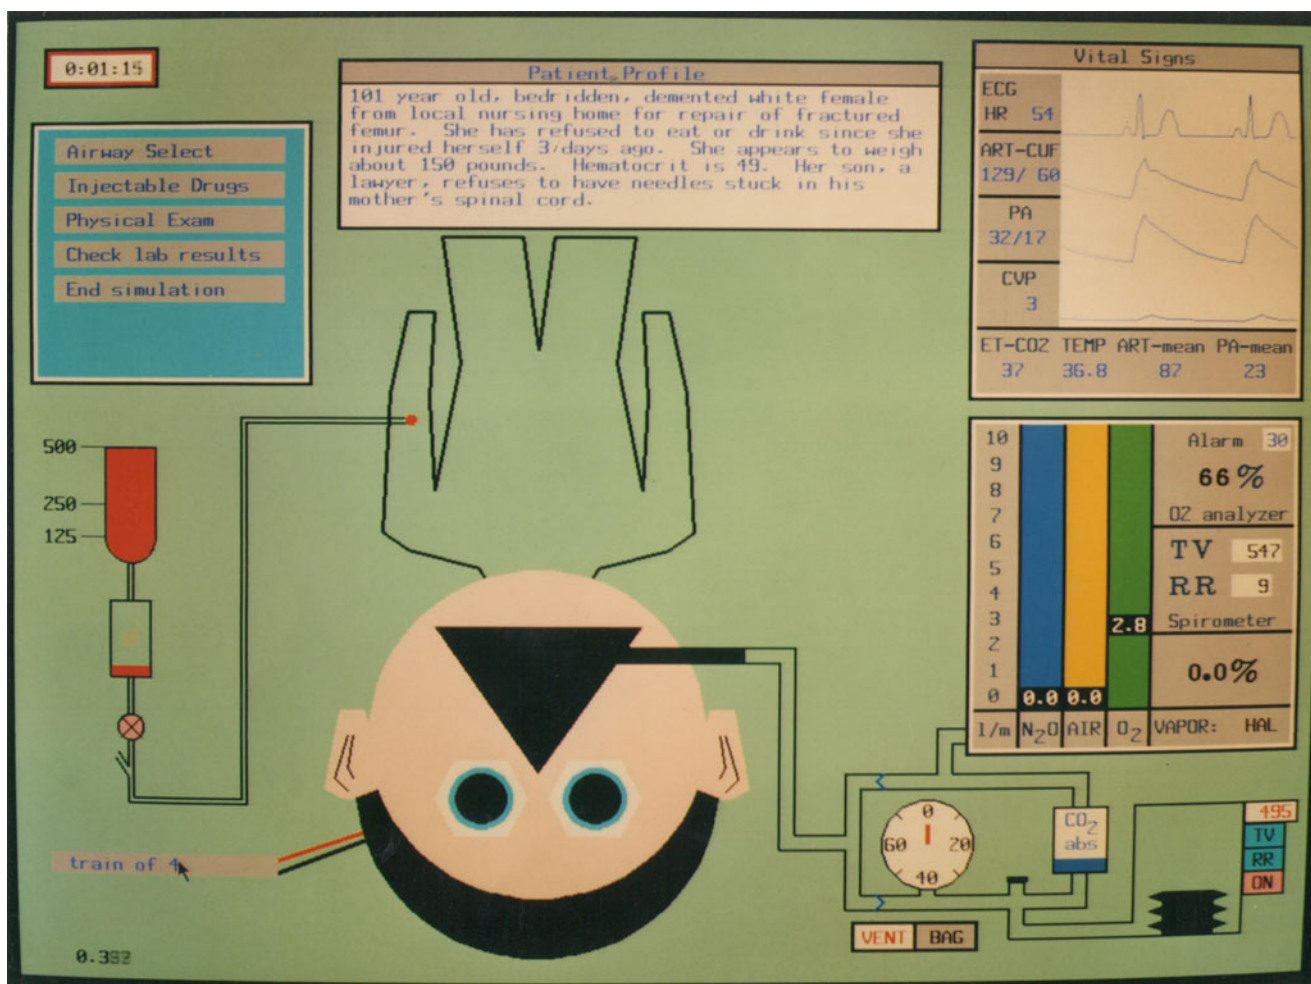 0:01:15
Patient Profile
101 year old, bedridden, demented white female
from local nursing home for repair of fractured
femur. She has refused to eat or drink since she
injured herself 3/days ago. She appears to weigh
about 150 pounds. Hematocrit is 49. Her son, a
lawyer, refuses to have needles stuck in his
mother's spinal cord.
Airway Select
Injectable Drugs
Physical Exam
Check lab results
End simulation
Vital Signs
ECG
HR 54
ART-CUF
129/ 60
PA
32/17
CVP
3
ET-CO2 TEMP ART-mean PA-mean
37 36.8 87 23
500
250
125
10
9
8
7
6
5
4
3
2
1
0
2.8
0.0 0.0
l/m N2O AIR O2 VAPOR: HAL
Alarm 30
66%
O2 analyzer
TV 547
RR 9
Spirometer
0.0%
train of 4
0
60 20
40
CO2
abs
495
TV
RR
ON
VENT BAG